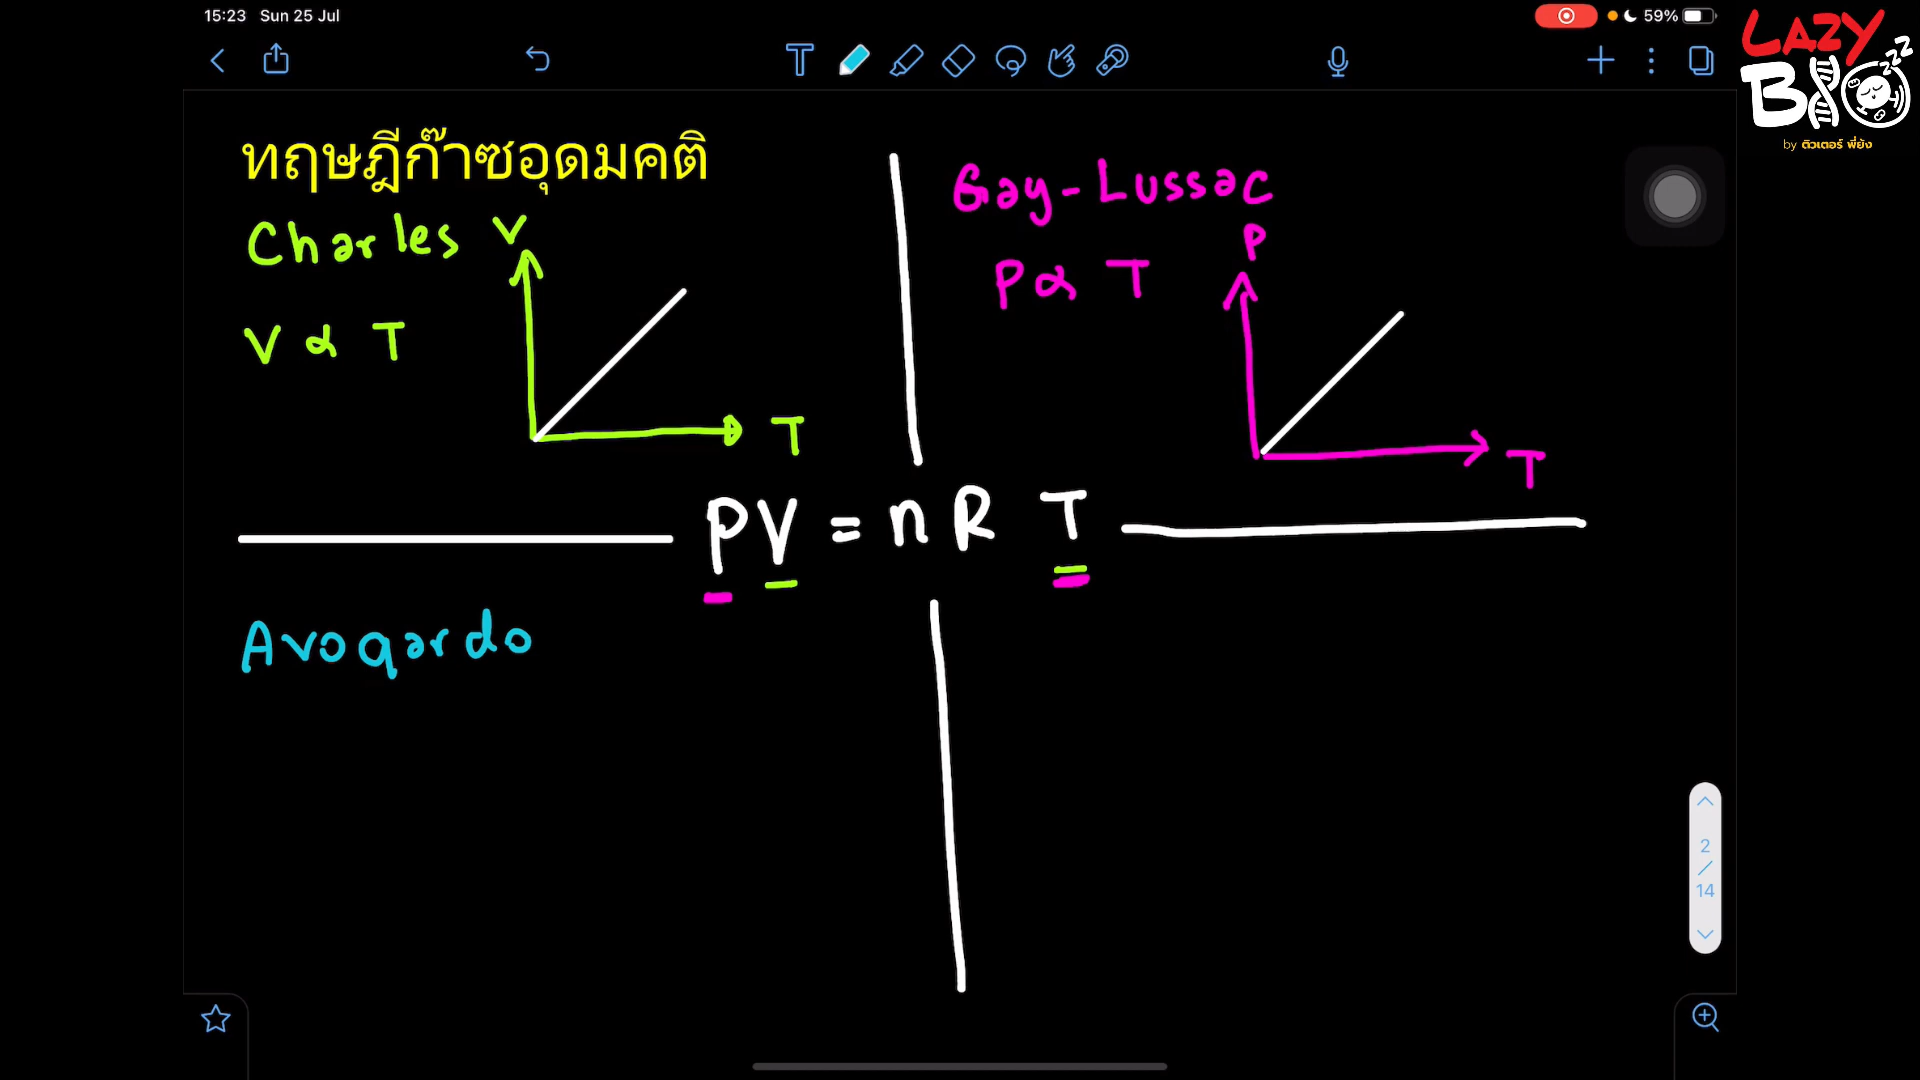 15:23 Sun 25 Jul
59%
LAZY
BIO
zzz
by ติวเตอร์ พี่ยัง
ทฤษฎีก๊าซอุดมคติ
Charles
V
V ∝ T
T
Gay-Lussac
P
P ∝ T
T
PV = nRT
Avogardo
2
/
14